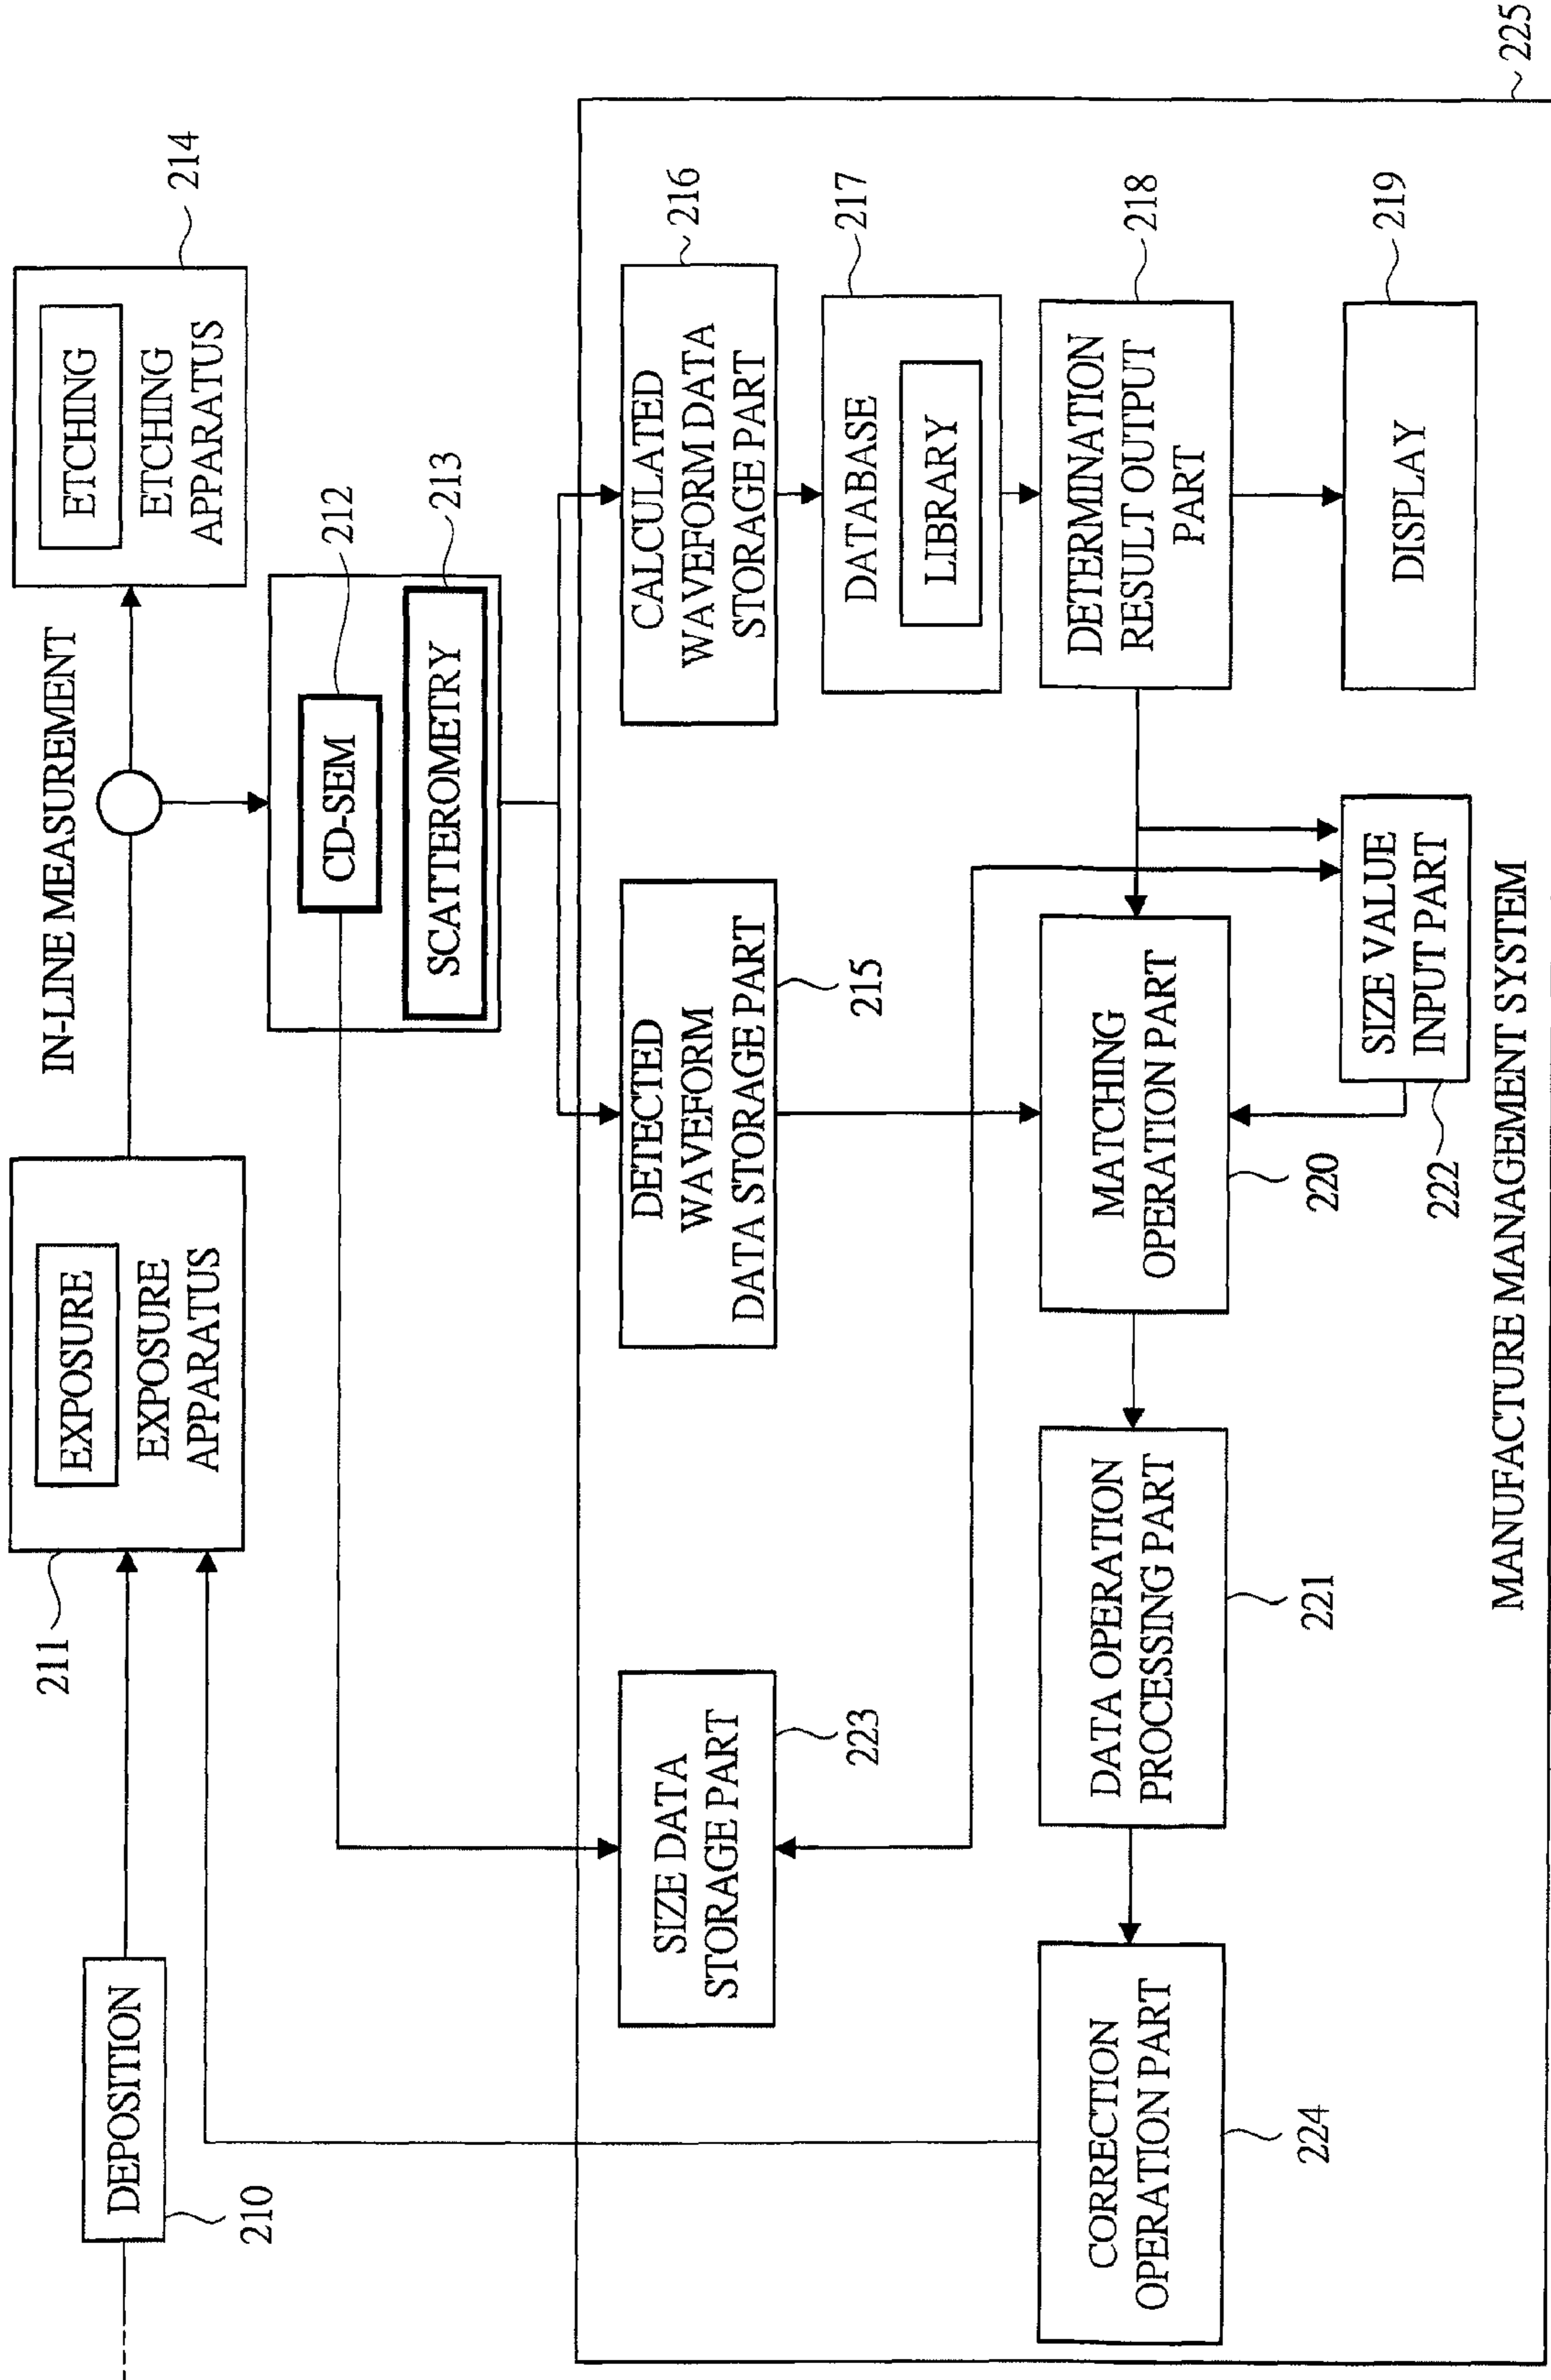 DEPOSITION
210
211
EXPOSURE
EXPOSURE
APPARATUS
IN-LINE MEASUREMENT
ETCHING
ETCHING
APPARATUS
214
CD-SEM
212
SCATTEROMETRY
213
SIZE DATA
STORAGE PART
223
DETECTED
WAVEFORM
DATA STORAGE PART
215
CALCULATED
WAVEFORM DATA
STORAGE PART
216
DATABASE
LIBRARY
217
CORRECTION
OPERATION PART
224
DATA OPERATION
PROCESSING PART
221
MATCHING
OPERATION PART
220
DETERMINATION
RESULT OUTPUT
PART
218
SIZE VALUE
INPUT PART
222
DISPLAY
219
MANUFACTURE MANAGEMENT SYSTEM
225